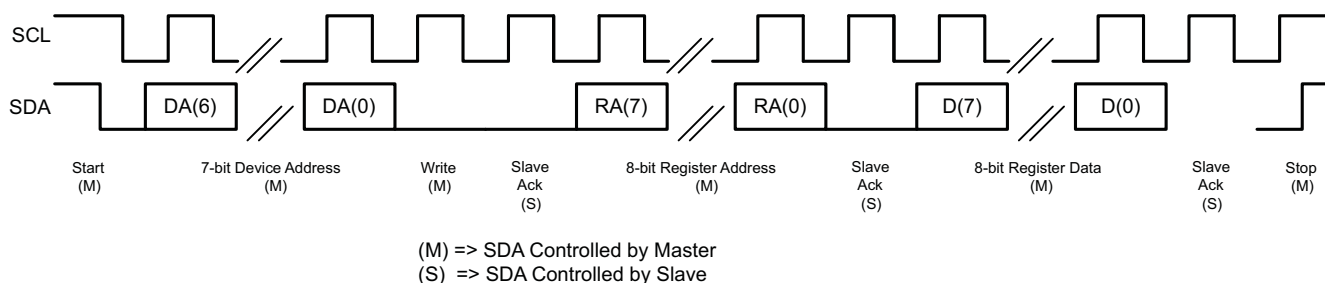 SCL
SDA
DA(6)
DA(0)
RA(7)
RA(0)
D(7)
D(0)
Start
(M)
7-bit Device Address
(M)
Write
(M)
Slave
Ack
(S)
8-bit Register Address
(M)
Slave
Ack
(S)
8-bit Register Data
(M)
Slave
Ack
(S)
Stop
(M)
(M) => SDA Controlled by Master
(S) => SDA Controlled by Slave